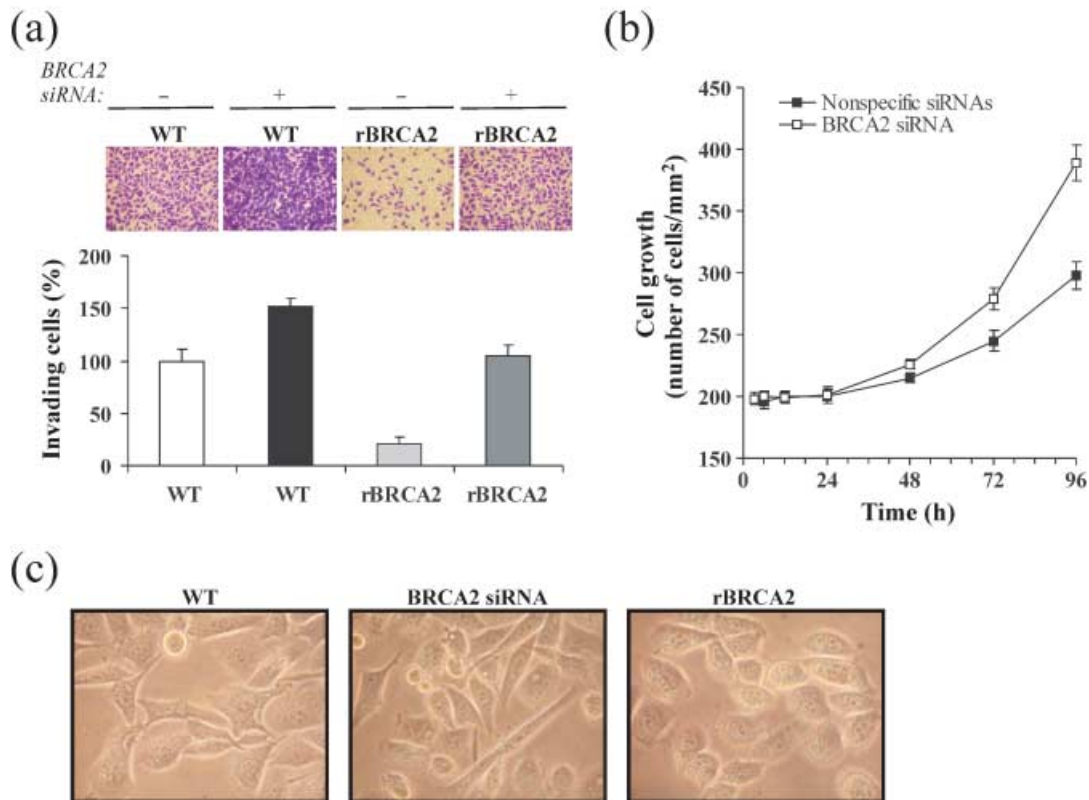 (a)
BRCA2
siRNA: – + – +
WT WT rBRCA2 rBRCA2
200
150
100
50
0
Invading cells (%)
WT WT rBRCA2 rBRCA2
(b)
Nonspecific siRNAs
BRCA2 siRNA
450
400
350
300
250
200
150
Cell growth
(number of cells/mm²)
0 24 48 72 96
Time (h)
(c)
WT BRCA2 siRNA rBRCA2